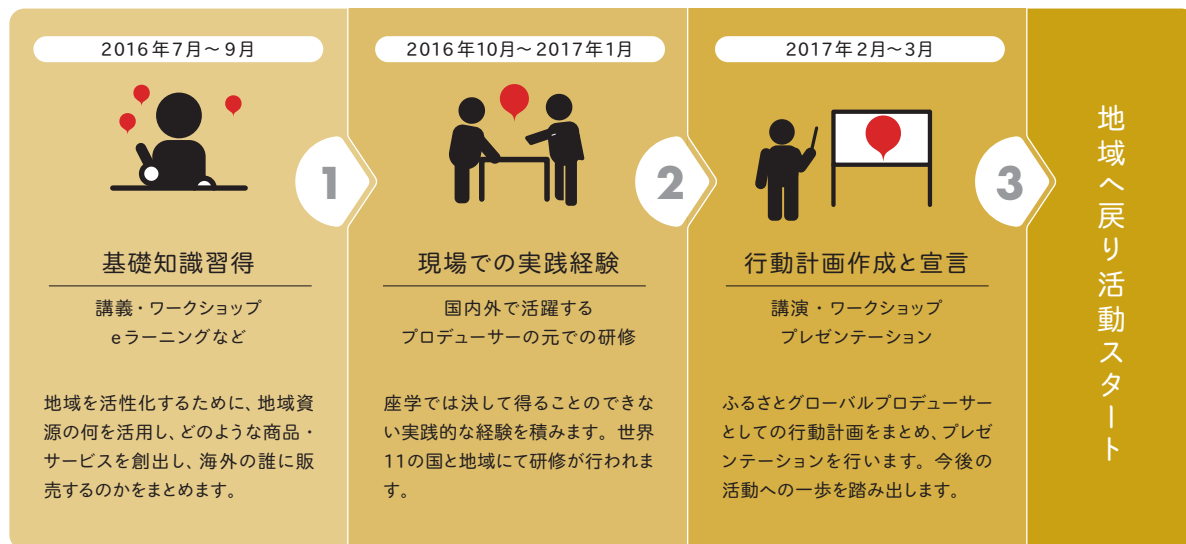 2016年7月～9月
1
基礎知識習得
講義・ワークショップ
eラーニングなど
地域を活性化するために、地域資
源の何を活用し、どのような商品・
サービスを創出し、海外の誰に販
売するのかをまとめます。
2016年10月～2017年1月
2
現場での実践経験
国内外で活躍する
プロデューサーの元での研修
座学では決して得ることのできな
い実践的な経験を積みます。世界
11の国と地域にて研修が行われま
す。
2017年2月～3月
3
行動計画作成と宣言
講演・ワークショップ
プレゼンテーション
ふるさとグローバルプロデューサー
としての行動計画をまとめ、プレゼ
ンテーションを行います。今後の
活動への一歩を踏み出します。
地域へ戻り活動スタート